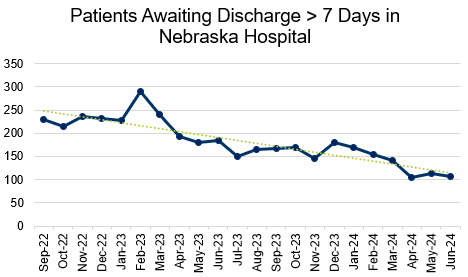 Patients Awaiting Discharge > 7 Days in
Nebraska Hospital
350
300
250
200
150
100
50
0
Sep-22
Oct-22
Nov-22
Dec-22
Jan-23
Feb-23
Mar-23
Apr-23
May-23
Jun-23
Jul-23
Aug-23
Sep-23
Oct-23
Nov-23
Dec-23
Jan-24
Feb-24
Mar-24
Apr-24
May-24
Jun-24